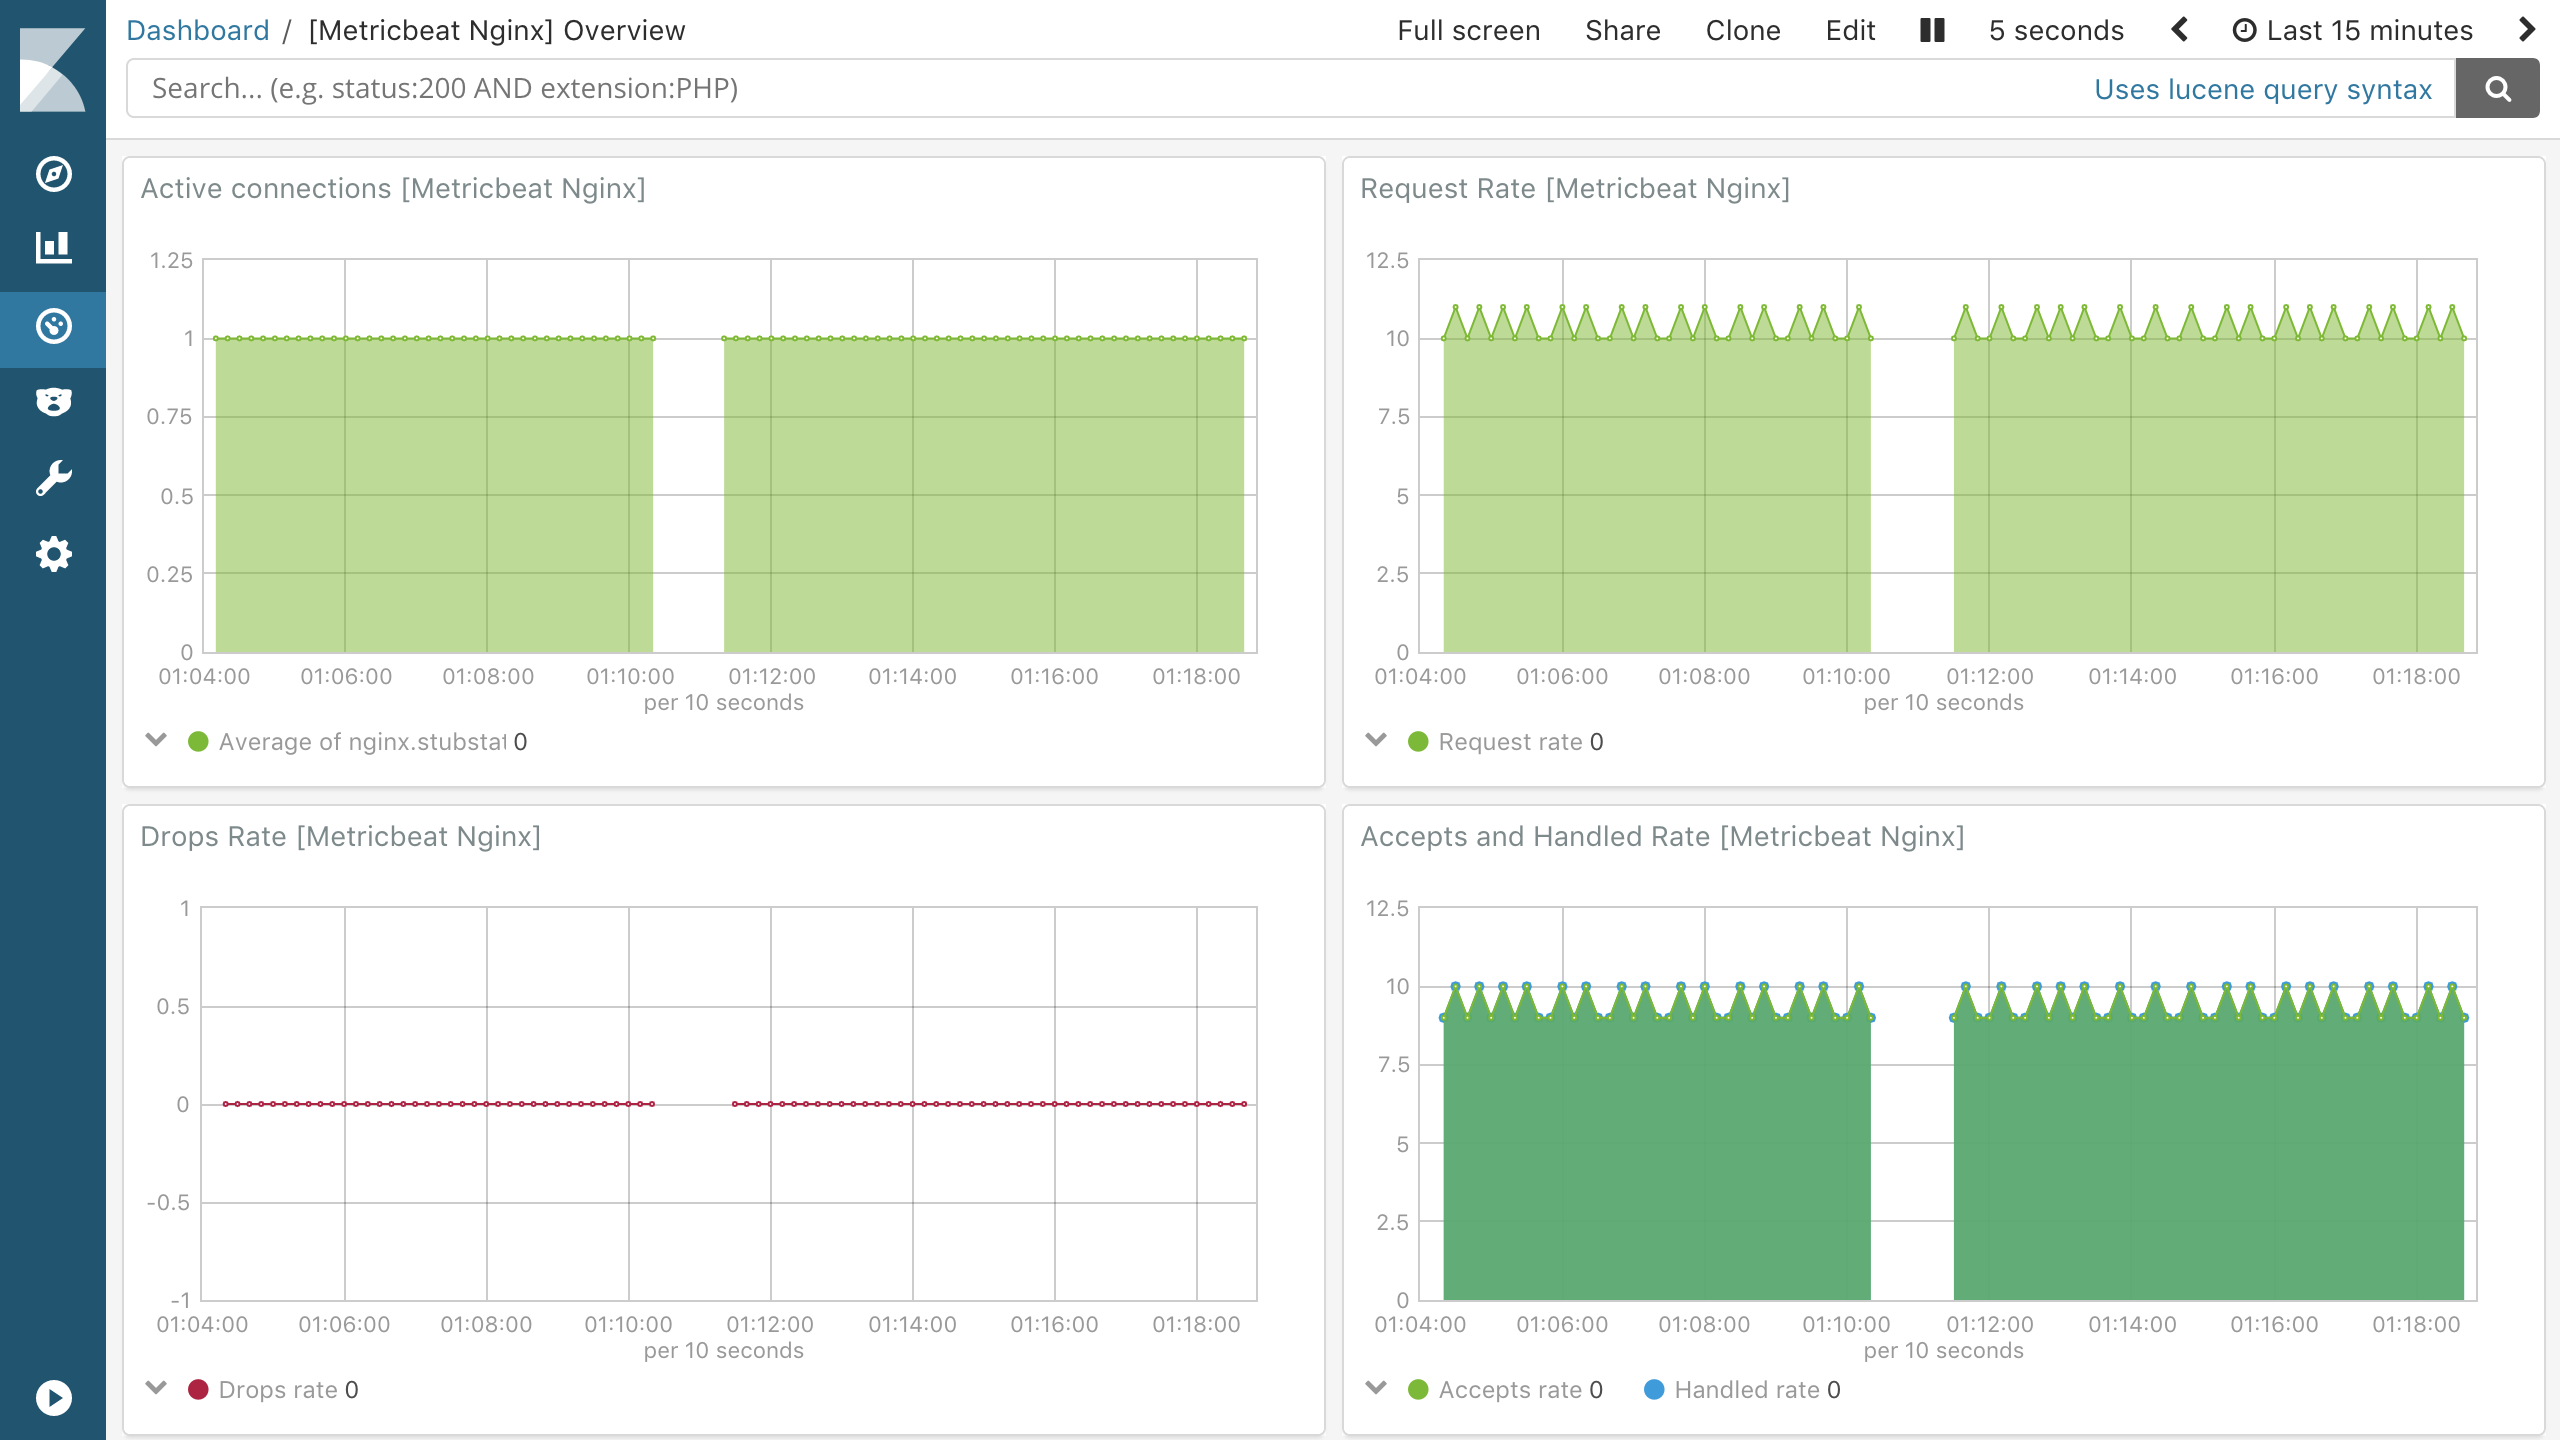 Dashboard / [Metricbeat Nginx] Overview
Full screen Share Clone Edit 5 seconds Last 15 minutes
Search... (e.g. status:200 AND extension:PHP)
Uses lucene query syntax
Active connections [Metricbeat Nginx]
1.25
1
0.75
0.5
0.25
0
01:04:00 01:06:00 01:08:00 01:10:00 01:12:00 01:14:00 01:16:00 01:18:00
per 10 seconds
Average of nginx.stubstat 0
Request Rate [Metricbeat Nginx]
12.5
10
7.5
5
2.5
0
01:04:00 01:06:00 01:08:00 01:10:00 01:12:00 01:14:00 01:16:00 01:18:00
per 10 seconds
Request rate 0
Drops Rate [Metricbeat Nginx]
1
0.5
0
-0.5
-1
01:04:00 01:06:00 01:08:00 01:10:00 01:12:00 01:14:00 01:16:00 01:18:00
per 10 seconds
Drops rate 0
Accepts and Handled Rate [Metricbeat Nginx]
12.5
10
7.5
5
2.5
0
01:04:00 01:06:00 01:08:00 01:10:00 01:12:00 01:14:00 01:16:00 01:18:00
per 10 seconds
Accepts rate 0 Handled rate 0